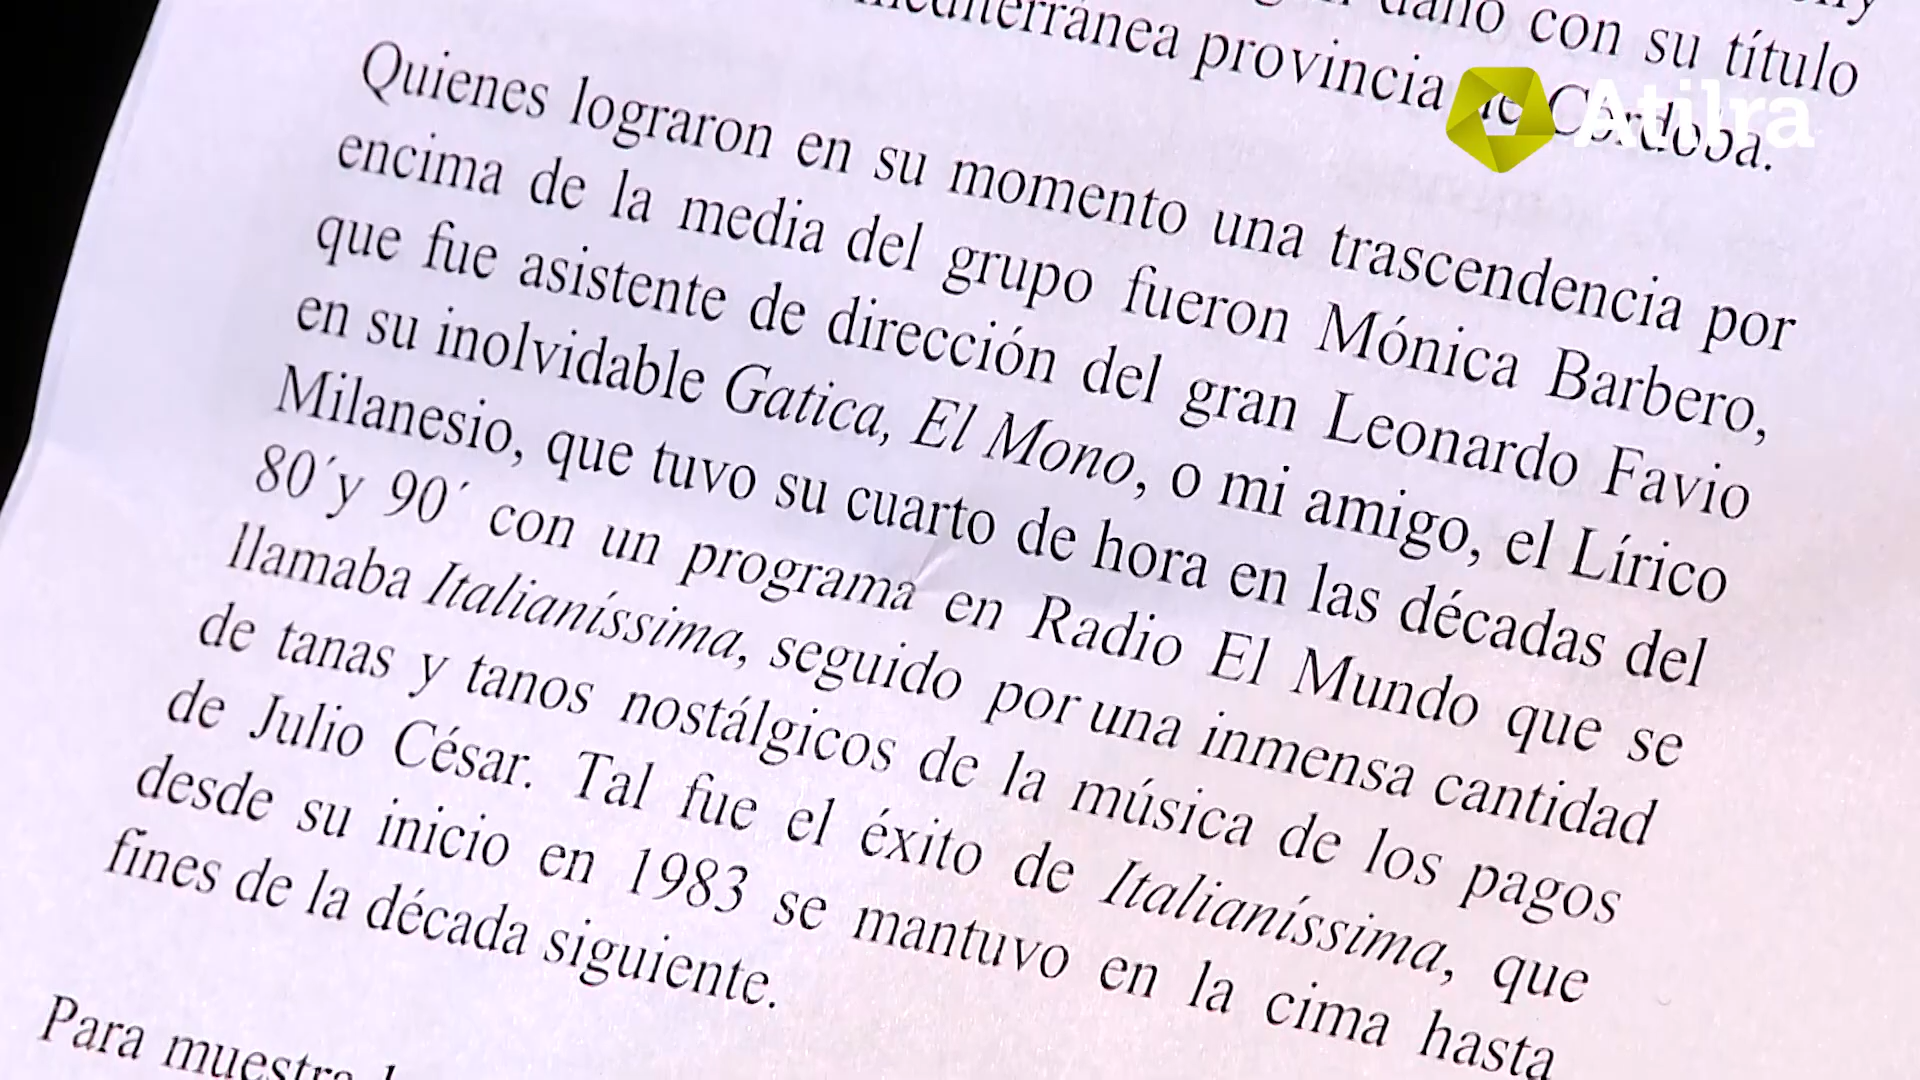 daño con su título
mediterránea provincia de Córdoba.
Atilra
Quienes lograron en su momento una trascendencia por
encima de la media del grupo fueron Mónica Barbero,
que fue asistente de dirección del gran Leonardo Favio
en su inolvidable Gatica, El Mono, o mi amigo, el Lírico
Milanesio, que tuvo su cuarto de hora en las décadas del
80´y 90´ con un programa en Radio El Mundo que se
llamaba Italianíssima, seguido por una inmensa cantidad
de tanas y tanos nostálgicos de la música de los pagos
de Julio César. Tal fue el éxito de Italianíssima, que
desde su inicio en 1983 se mantuvo en la cima hasta
fines de la década siguiente.
Para muestra